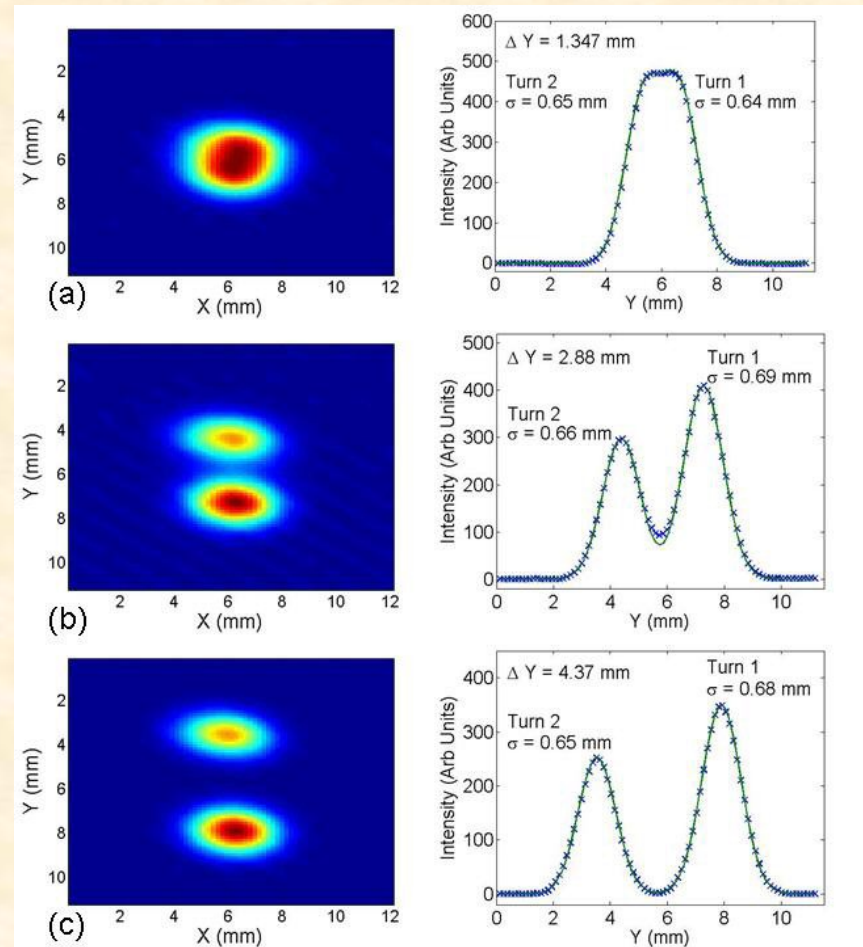 2
4
6
8
10
Y (mm)
2 4 6 8 10 12
X (mm)
(a)
Δ Y = 1.347 mm
Turn 2
σ = 0.65 mm
Turn 1
σ = 0.64 mm
600
500
400
300
200
100
0
Intensity (Arb Units)
0 2 4 6 8 10
Y (mm)
2
4
6
8
10
Y (mm)
2 4 6 8 10 12
X (mm)
(b)
Δ Y = 2.88 mm
Turn 1
σ = 0.69 mm
Turn 2
σ = 0.66 mm
500
400
300
200
100
0
Intensity (Arb Units)
0 2 4 6 8 10
Y (mm)
2
4
6
8
10
Y (mm)
2 4 6 8 10 12
X (mm)
(c)
Δ Y = 4.37 mm
Turn 1
σ = 0.68 mm
Turn 2
σ = 0.65 mm
400
300
200
100
0
Intensity (Arb Units)
0 2 4 6 8 10
Y (mm)